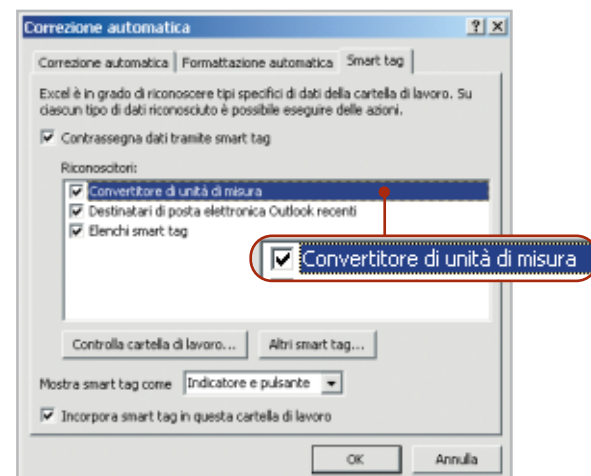 Correzione automatica
Correzione automatica Formattazione automatica Smart tag
Excel è in grado di riconoscere tipi specifici di dati della cartella di lavoro. Su
ciascun tipo di dati riconosciuto è possibile eseguire delle azioni.
Contrassegna dati tramite smart tag
Riconoscitori:
Convertitore di unità di misura
Destinatari di posta elettronica Outlook recenti
Elenchi smart tag
Convertitore di unità di misura
Controlla cartella di lavoro... Altri smart tag...
Mostra smart tag come Indicatore e pulsante
Incorpora smart tag in questa cartella di lavoro
OK Annulla